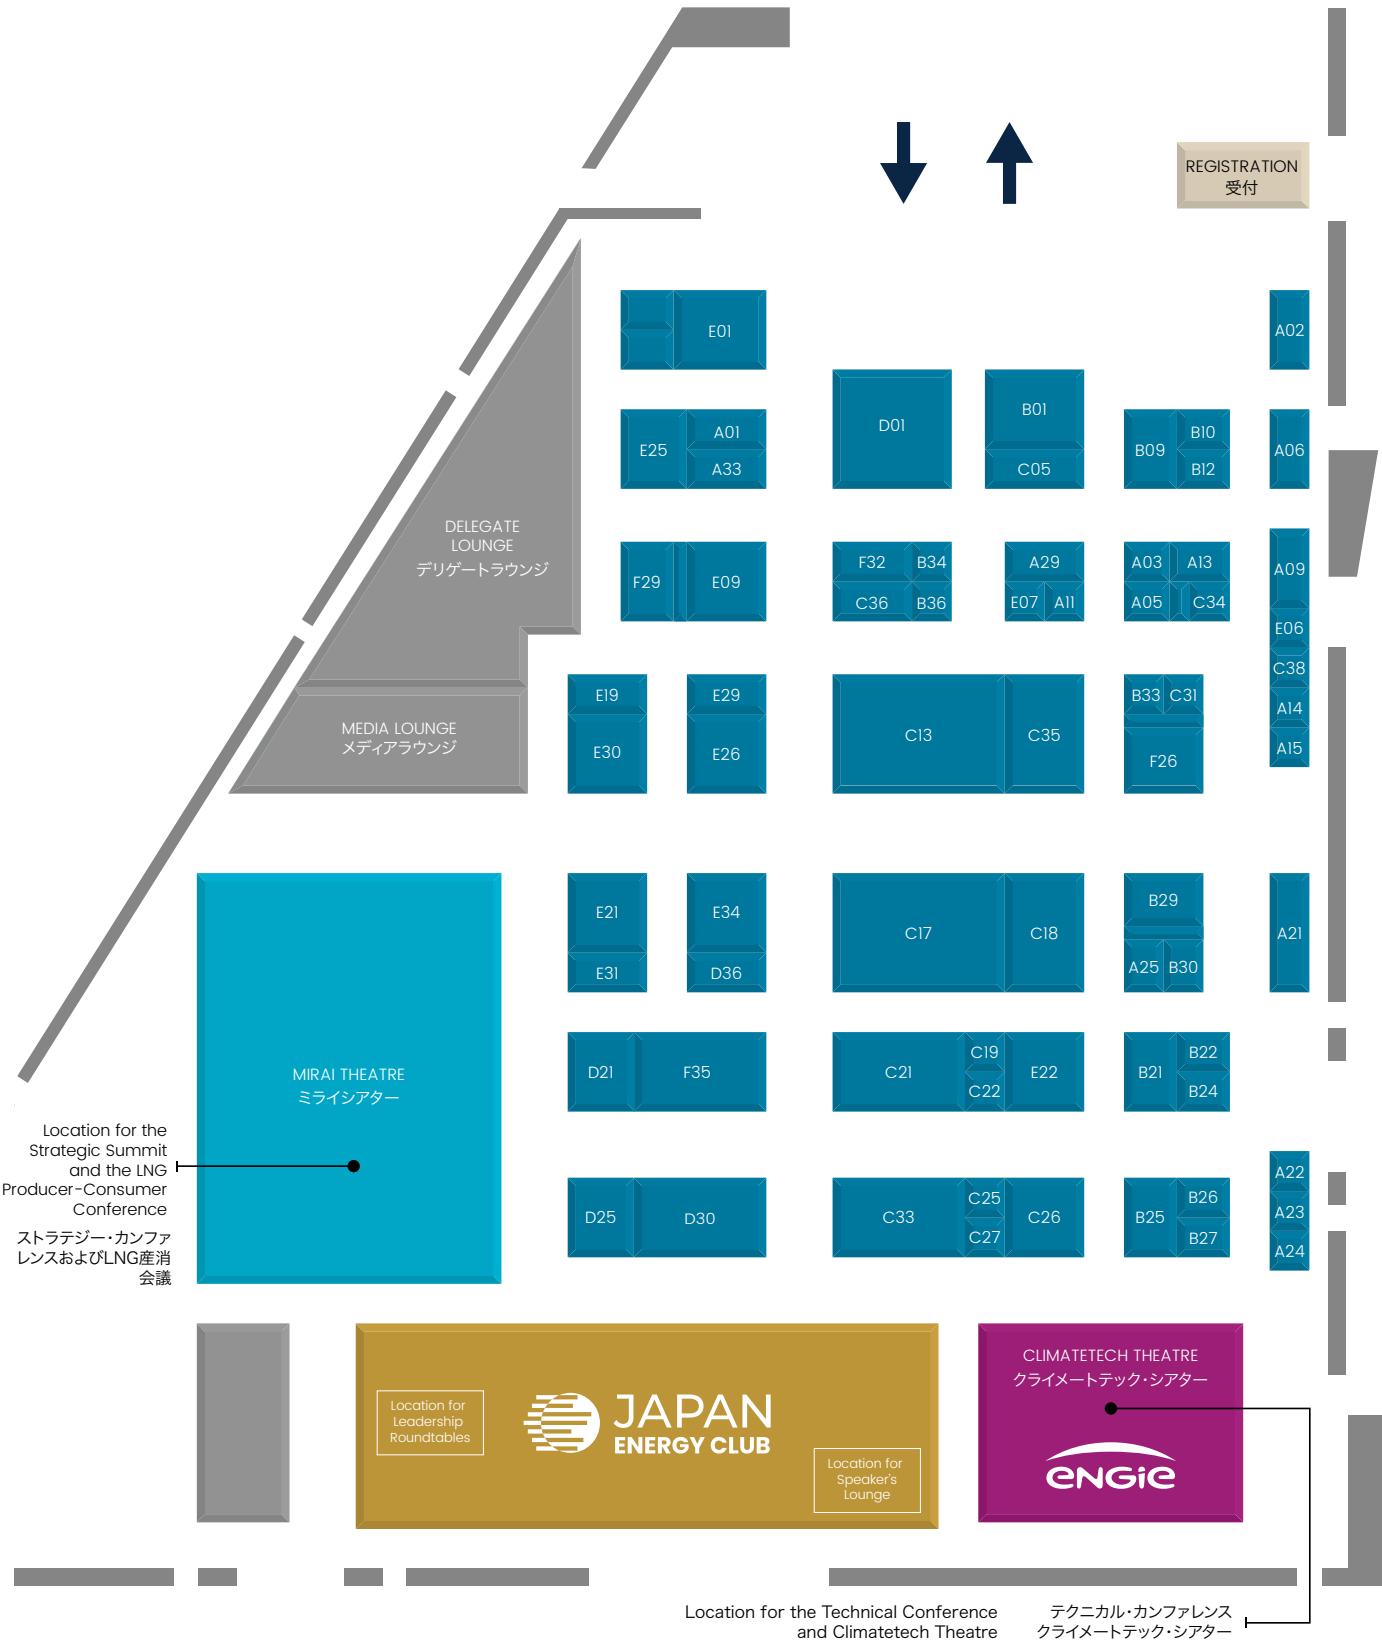 REGISTRATION
受付
E01
A02
D01
B01
C05
E25
A01
A33
B09
B10
B12
A06
DELEGATE
LOUNGE
デリゲートラウンジ
F29
E09
F32
B34
C36
B36
A29
E07
A11
A03
A13
A05
C34
A09
E06
C38
A14
A15
MEDIA LOUNGE
メディアラウンジ
E19
E30
E29
E26
C13
C35
B33
C31
F26
E21
E31
E34
D36
C17
C18
B29
A25
B30
A21
MIRAI THEATRE
ミライシアター
D21
F35
C21
C19
C22
E22
B21
B22
B24
Location for the
Strategic Summit
and the LNG
Producer-Consumer
Conference
ストラテジー・カンファ
レンスおよびLNG産消
会議
D25
D30
C33
C25
C27
C26
B25
B26
B27
A22
A23
A24
Location for
Leadership
Roundtables
JAPAN
ENERGY CLUB
Location for
Speaker's
Lounge
CLIMATETECH THEATRE
クライメートテック・シアター
ENGIE
Location for the Technical Conference
and Climatetech Theatre
テクニカル・カンファレンス
クライメートテック・シアター